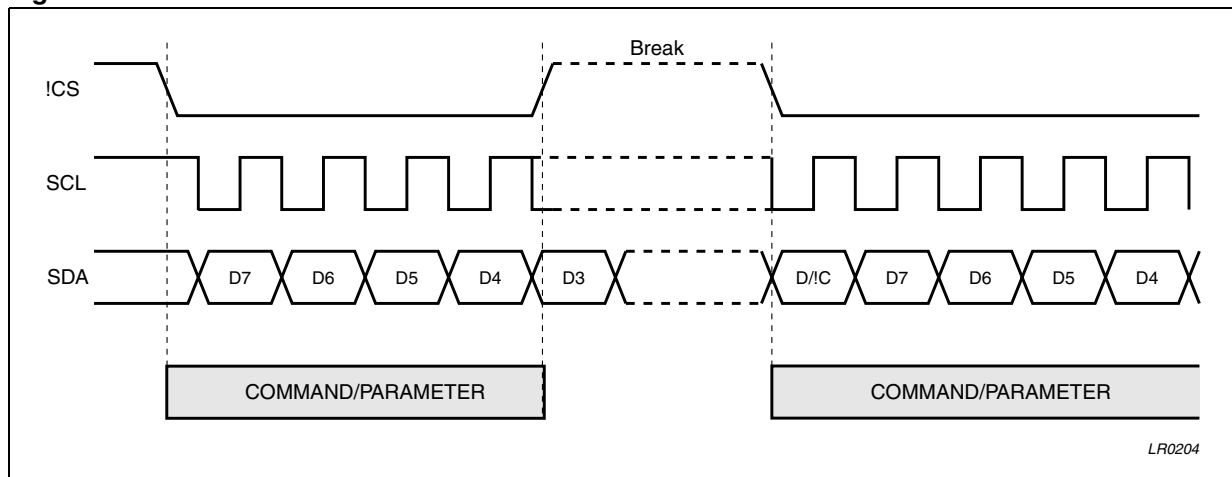 Break
!CS
SCL
SDA D7 D6 D5 D4 D3 D/!C D7 D6 D5 D4
COMMAND/PARAMETER COMMAND/PARAMETER
LR0204